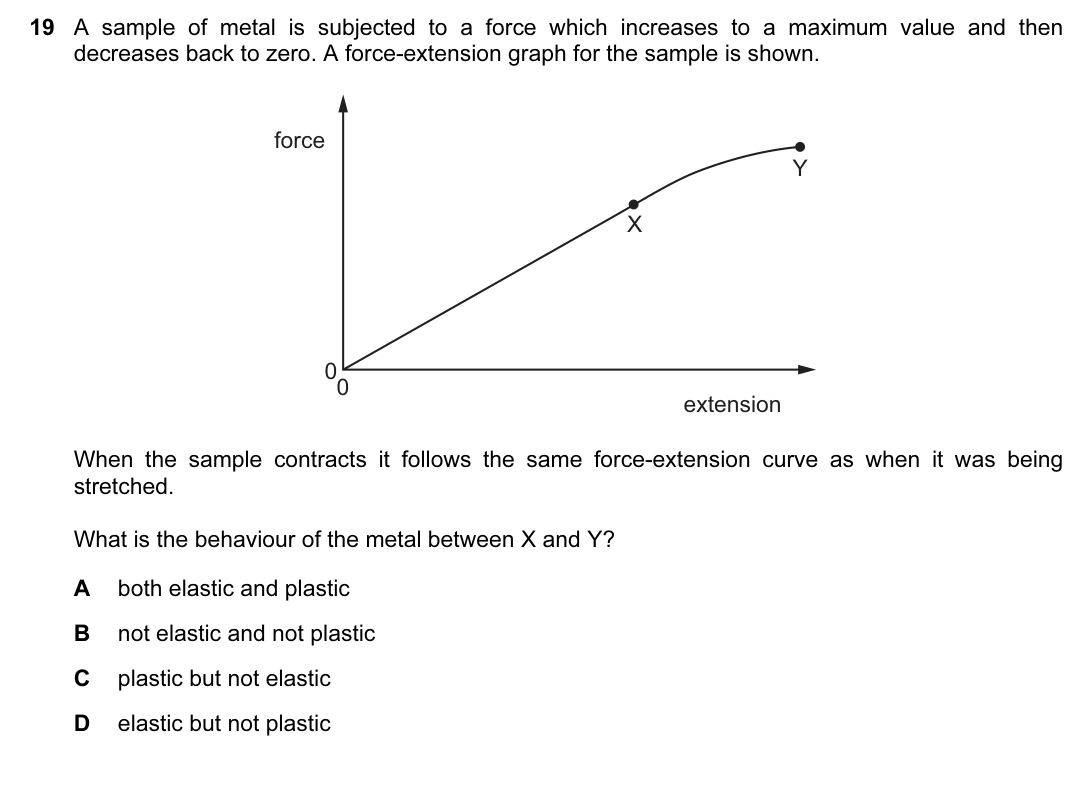 19 A sample of metal is subjected to a force which increases to a maximum value and then
decreases back to zero. A force-extension graph for the sample is shown.
force
Y
X
0
0
extension
When the sample contracts it follows the same force-extension curve as when it was being
stretched.
What is the behaviour of the metal between X and Y?
A both elastic and plastic
B not elastic and not plastic
C plastic but not elastic
D elastic but not plastic